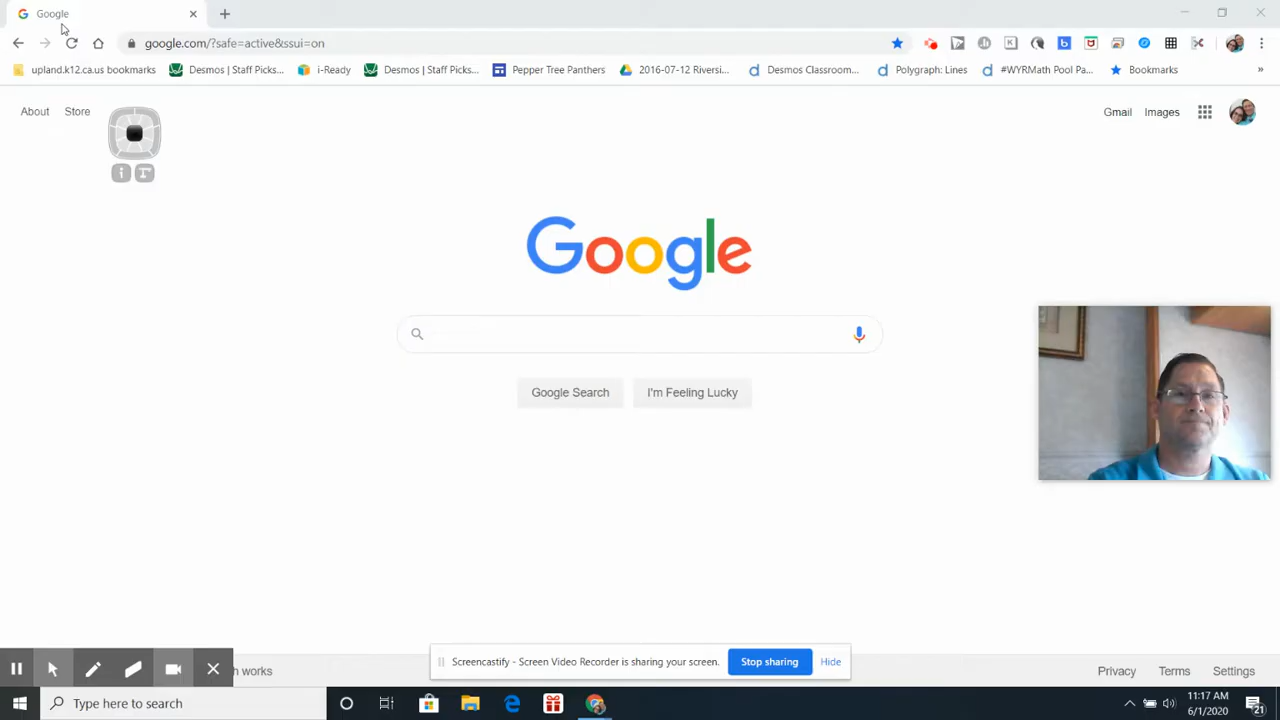 Google
google.com/?safe=active&ssui=on
upland.k12.ca.us bookmarks Desmos | Staff Picks... i-Ready Desmos | Staff Picks... Pepper Tree Panthers 2016-07-12 Riversi... Desmos Classroom... Polygraph: Lines #WYRMath Pool Pa... Bookmarks »
About Store Gmail Images
Google
Google Search I'm Feeling Lucky
Screencastify - Screen Video Recorder is sharing your screen. Stop sharing Hide
h works Privacy Terms Settings
Type here to search
11:17 AM
6/1/2020
21